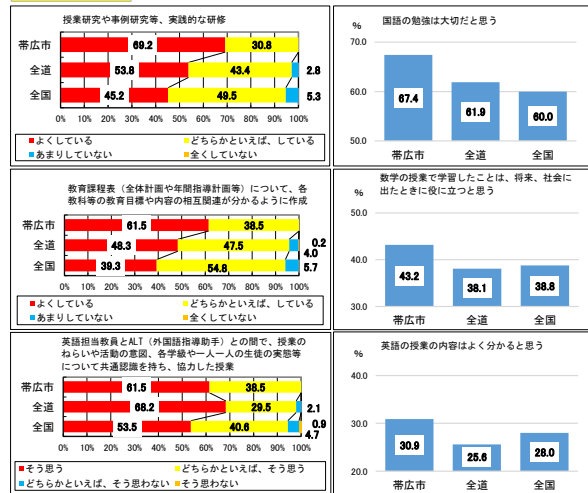 授業研究や事例研究等、実践的な研修
帯広市 69.2 30.8
全道 53.8 43.4 2.8
全国 45.2 49.5 5.3
0% 10% 20% 30% 40% 50% 60% 70% 80% 90% 100%
■よくしている ■どちらかといえば、している
■あまりしていない ■全くしていない
国語の勉強は大切だと思う
%
70.0
60.0
50.0
67.4 61.9 60.0
帯広市 全道 全国
教育課程表（全体計画や年間指導計画等）について、各
教科等の教育目標や内容の相互関連が分かるように作成
帯広市 61.5 38.5
全道 48.3 47.5 4.0 0.2
全国 39.3 54.8 5.7
0% 10% 20% 30% 40% 50% 60% 70% 80% 90% 100%
■よくしている ■どちらかといえば、している
■あまりしていない ■全くしていない
数学の授業で学習したことは、将来、社会に
出たときに役に立つと思う
%
50.0
40.0
30.0
43.2 38.1 38.8
帯広市 全道 全国
英語担当教員とALT（外国語指導助手）との間で、授業の
ねらいや活動の意図、各学級や一人一人の生徒の実態等
について共通認識を持ち、協力した授業
帯広市 61.5 38.5
全道 68.2 29.5 2.1
全国 53.5 40.6 4.7 0.9
0% 10% 20% 30% 40% 50% 60% 70% 80% 90% 100%
■そう思う ■どちらかといえば、そう思う
■どちらかといえば、そう思わない ■そう思わない
英語の授業の内容はよく分かると思う
%
40.0
30.0
20.0
30.9 25.6 28.0
帯広市 全道 全国